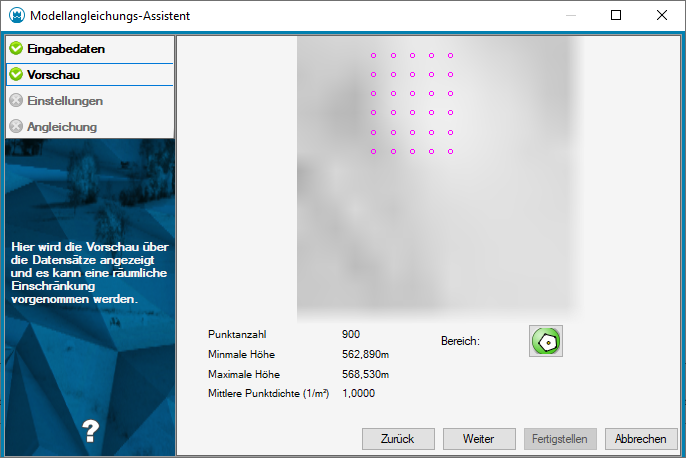 Modellangleichungs-Assistent
Eingabedaten
Vorschau
Einstellungen
Angleichung
Hier wird die Vorschau über
die Datensätze angezeigt
und es kann eine räumliche
Einschränkung
vorgenommen werden.
?
Punktanzahl 900
Minmale Höhe 562,890m
Maximale Höhe 568,530m
Mittlere Punktdichte (1/m²) 1,0000
Bereich:
Zurück Weiter Fertigstellen Abbrechen